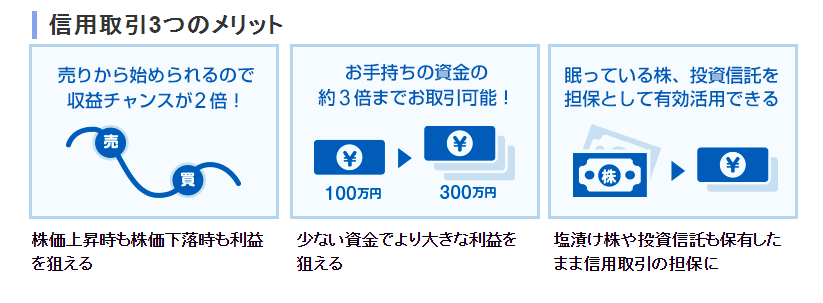 信用取引3つのメリット
売りから始められるので
収益チャンスが２倍！
売
買
株価上昇時も株価下落時も利益
を狙える
お手持ちの資金の
約３倍までお取引可能！
¥
¥
100万円
300万円
少ない資金でより大きな利益を
狙える
眠っている株、投資信託を
担保として有効活用できる
株
¥
塩漬け株や投資信託も保有した
まま信用取引の担保に